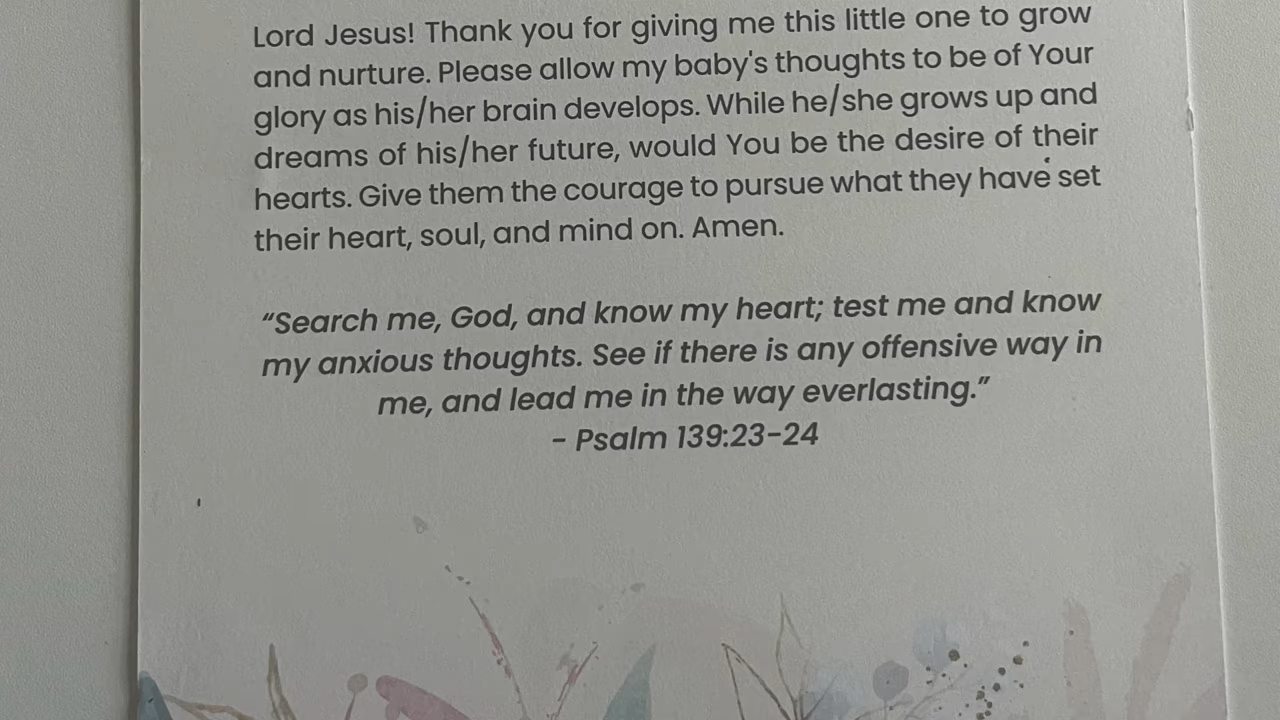 Lord Jesus! Thank you for giving me this little one to grow
and nurture. Please allow my baby's thoughts to be of Your
glory as his/her brain develops. While he/she grows up and
dreams of his/her future, would You be the desire of their
hearts. Give them the courage to pursue what they have set
their heart, soul, and mind on. Amen.
“Search me, God, and know my heart; test me and know
my anxious thoughts. See if there is any offensive way in
me, and lead me in the way everlasting.”
- Psalm 139:23-24